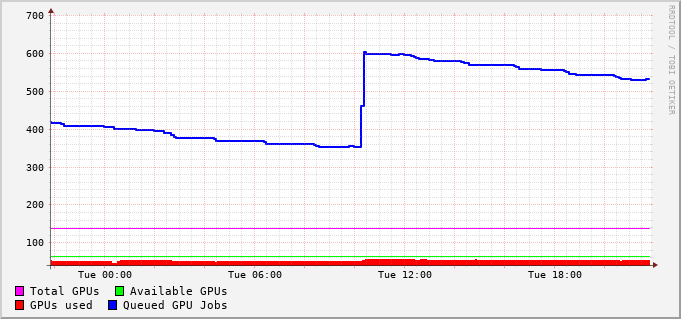 700
600
500
400
300
200
100
Tue 00:00 Tue 06:00 Tue 12:00 Tue 18:00
Total GPUs Available GPUs
GPUs used Queued GPU Jobs
RRDTOOL / TOBI OETIKER